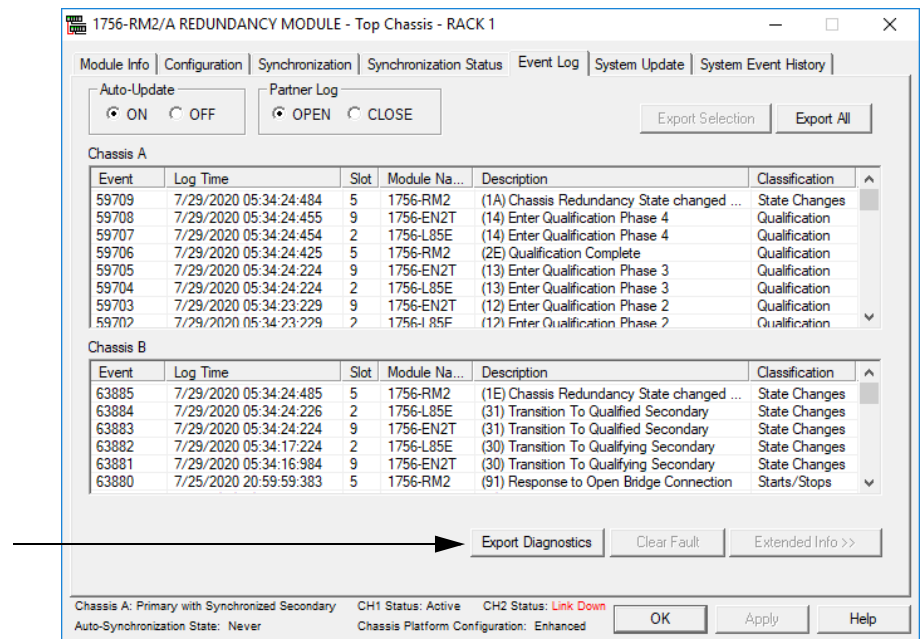 1756-RM2/A REDUNDANCY MODULE - Top Chassis - RACK 1
Module Info Configuration Synchronization Synchronization Status Event Log System Update System Event History
Auto-Update Partner Log
ON OFF OPEN CLOSE Export Selection Export All
Chassis A
Event Log Time Slot Module Na... Description Classification
59709 7/29/2020 05:34:24:484 5 1756-RM2 (1A) Chassis Redundancy State changed ... State Changes
59708 7/29/2020 05:34:24:455 9 1756-EN2T (14) Enter Qualification Phase 4 Qualification
59707 7/29/2020 05:34:24:454 2 1756-L85E (14) Enter Qualification Phase 4 Qualification
59706 7/29/2020 05:34:24:425 5 1756-RM2 (2E) Qualification Complete Qualification
59705 7/29/2020 05:34:24:224 9 1756-EN2T (13) Enter Qualification Phase 3 Qualification
59704 7/29/2020 05:34:24:224 2 1756-L85E (13) Enter Qualification Phase 3 Qualification
59703 7/29/2020 05:34:23:229 9 1756-EN2T (12) Enter Qualification Phase 2 Qualification
59702 7/29/2020 05:34:23:229 2 1756-L85E (12) Enter Qualification Phase 2 Qualification
Chassis B
Event Log Time Slot Module Na... Description Classification
63885 7/29/2020 05:34:24:485 5 1756-RM2 (1E) Chassis Redundancy State changed ... State Changes
63884 7/29/2020 05:34:24:226 2 1756-L85E (31) Transition To Qualified Secondary State Changes
63883 7/29/2020 05:34:24:224 9 1756-EN2T (31) Transition To Qualified Secondary State Changes
63882 7/29/2020 05:34:17:224 2 1756-L85E (30) Transition To Qualifying Secondary State Changes
63881 7/29/2020 05:34:16:984 9 1756-EN2T (30) Transition To Qualifying Secondary State Changes
63880 7/25/2020 20:59:59:383 5 1756-RM2 (91) Response to Open Bridge Connection Starts/Stops
Export Diagnostics Clear Fault Extended Info >>
Chassis A: Primary with Synchronized Secondary CH1 Status: Active CH2 Status: Link Down
Auto-Synchronization State: Never Chassis Platform Configuration: Enhanced
OK Apply Help